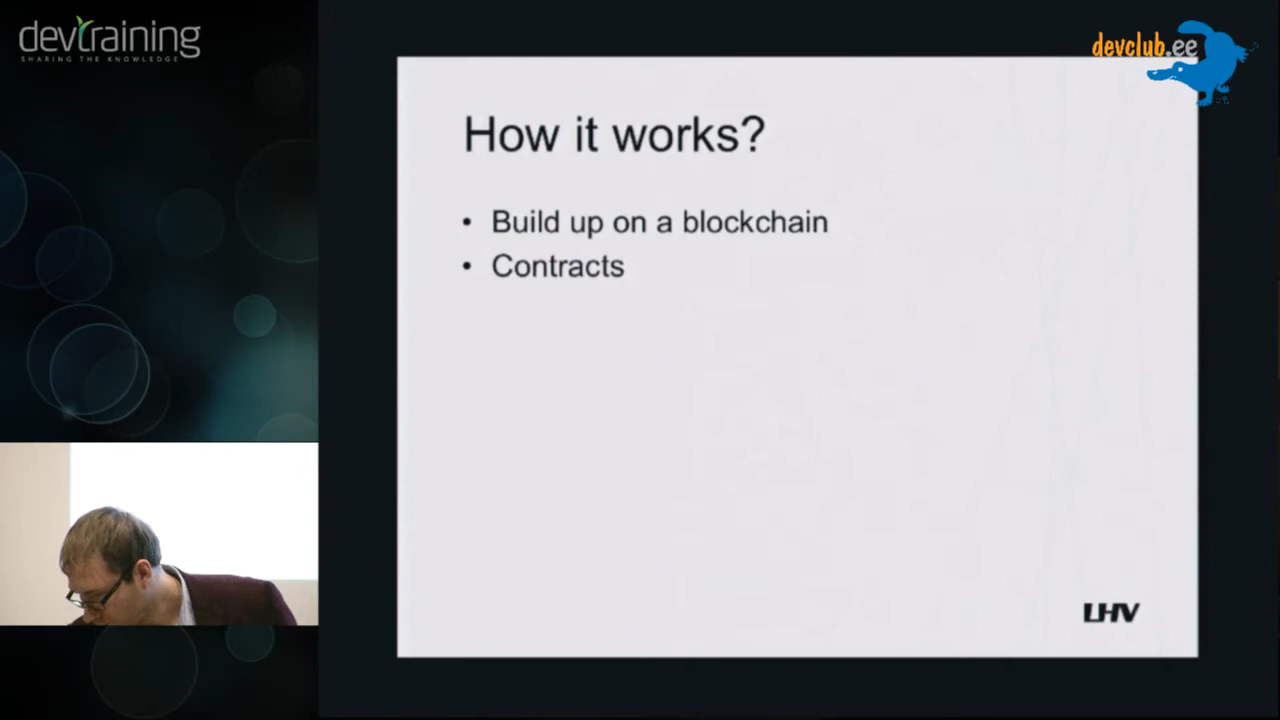 devtraining
SHARING THE KNOWLEDGE
devclub.ee
How it works?
• Build up on a blockchain
• Contracts
LHV